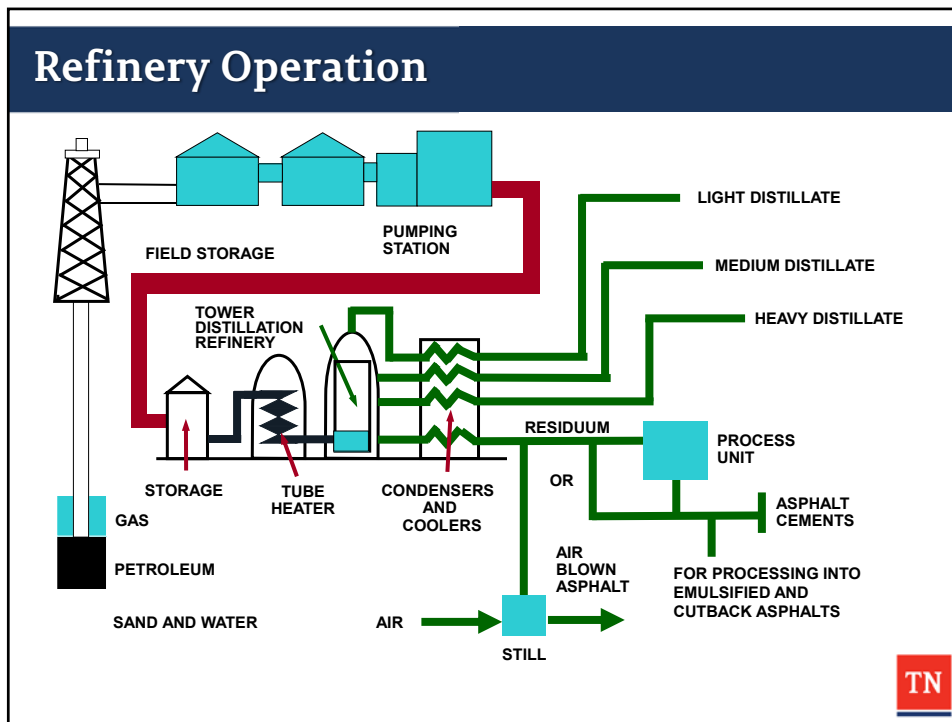 Refinery Operation
LIGHT DISTILLATE
PUMPING
STATION
FIELD STORAGE
MEDIUM DISTILLATE
TOWER
DISTILLATION
REFINERY
HEAVY DISTILLATE
RESIDUUM
PROCESS
UNIT
STORAGE
TUBE
HEATER
CONDENSERS
AND
COOLERS
OR
ASPHALT
CEMENTS
GAS
PETROLEUM
AIR
BLOWN
ASPHALT
FOR PROCESSING INTO
EMULSIFIED AND
CUTBACK ASPHALTS
SAND AND WATER
AIR
STILL
TN